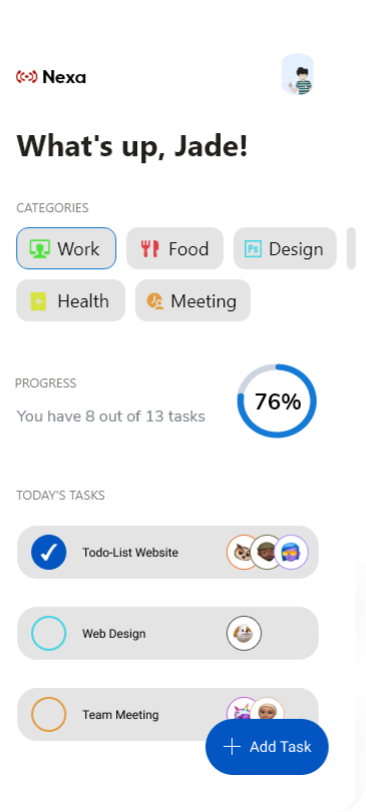 Nexa
What's up, Jade!
CATEGORIES
Work Food Ps Design
Health Meeting
PROGRESS
76%
You have 8 out of 13 tasks
TODAY'S TASKS
Todo-List Website
Web Design
Team Meeting
+ Add Task